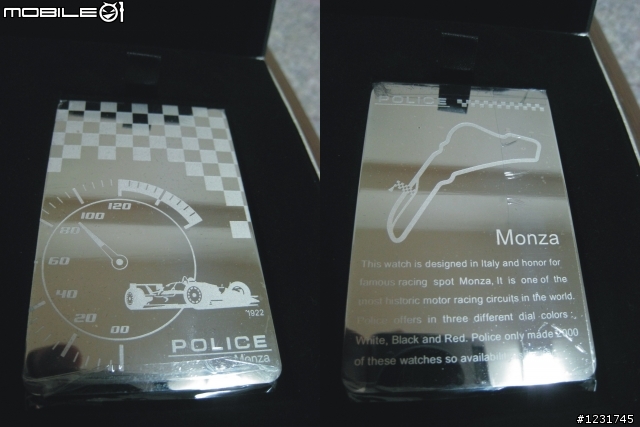 MOBILE01
120
100
80
60
40
20
00
'1922
POLICE
Monza
POLICE
Monza
This watch is designed in Italy and honor for
famous racing spot Monza, It is one of the
most historic motor racing circuits in the world.
Police offers in three different dial colors:
White, Black and Red. Police only made 2000
of these watches so availab
#1231745